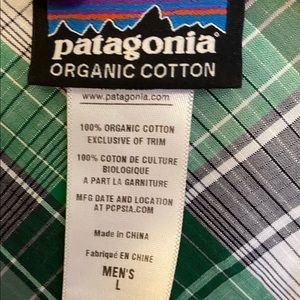 patagonia®
ORGANIC COTTON
www.patagonia.com
100% ORGANIC COTTON
EXCLUSIVE OF TRIM
100% COTON DE CULTURE
BIOLOGIQUE
A PART LA GARNITURE
MFG DATE AND LOCATION
AT PCPSIA.COM
Made in CHINA
Fabriqué EN CHINE
MEN'S
L